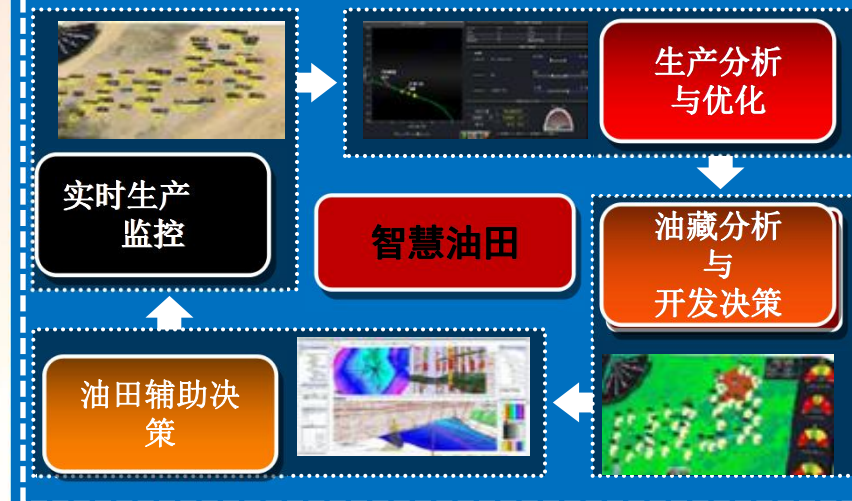 生产分析
与优化
实时生产
监控
智慧油田
油藏分析
与
开发决策
油田辅助决
策